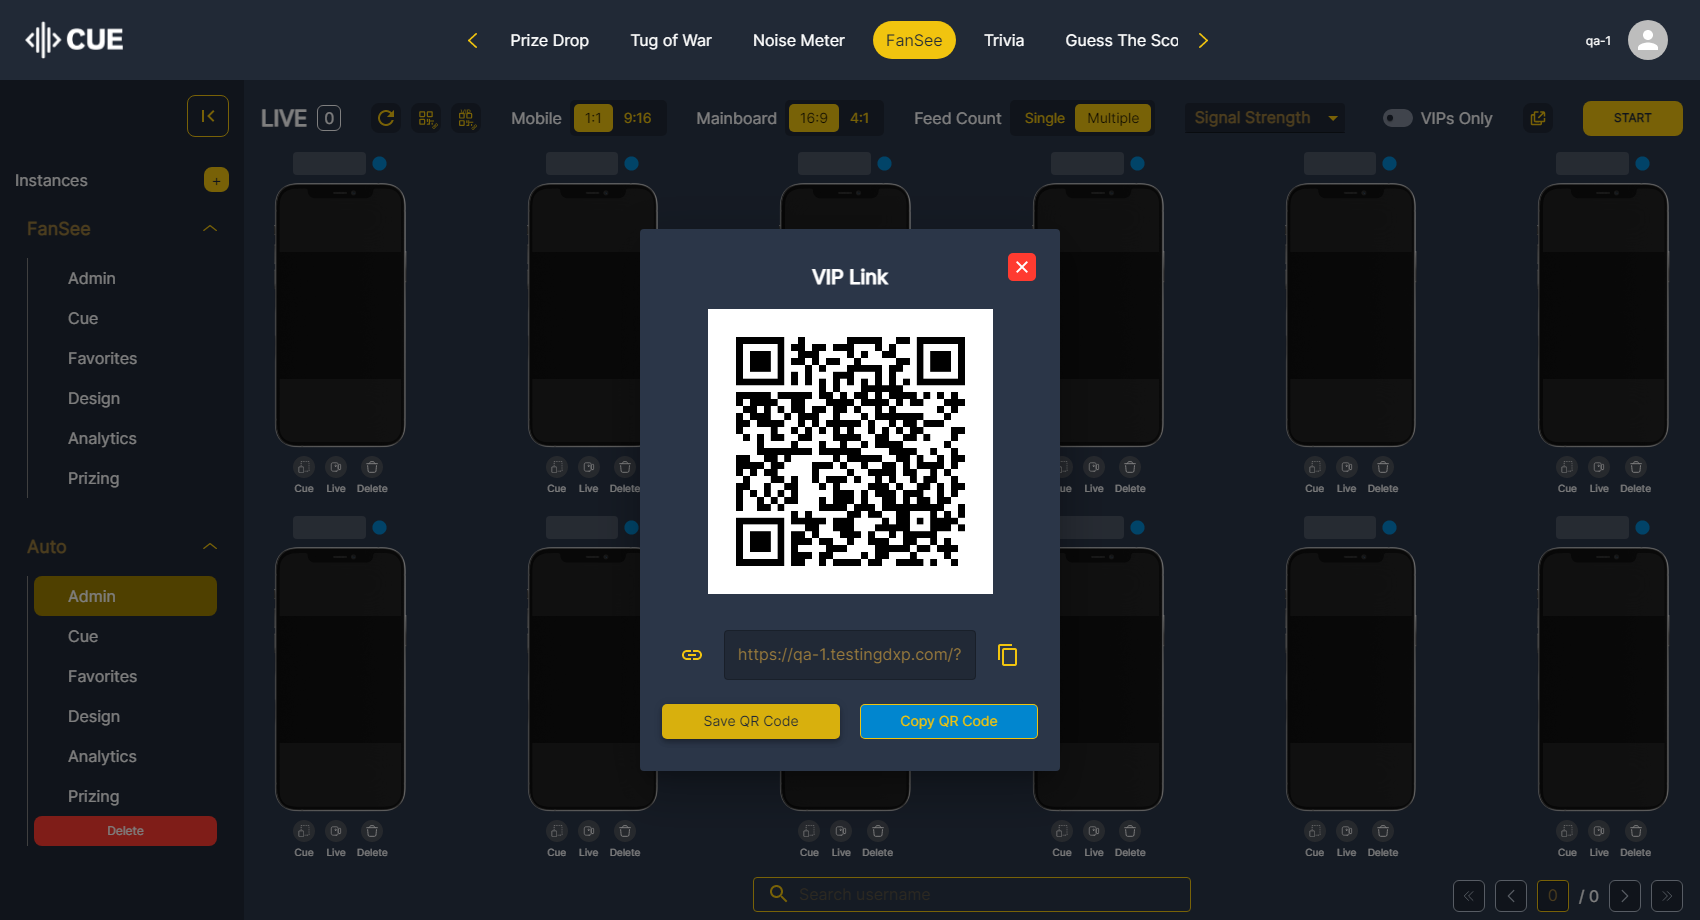 CUE
Prize Drop
Tug of War
Noise Meter
FanSee
Trivia
Guess The Sco
qa-1
LIVE 0
Mobile 1:1 9:16
Mainboard 16:9 4:1
Feed Count Single Multiple
Signal Strength
VIPs Only
START
Instances +
FanSee
Admin
Cue
Favorites
Design
Analytics
Prizing
Auto
Admin
Cue
Favorites
Design
Analytics
Prizing
Delete
VIP Link
https://qa-1.testingdxp.com/?
Save QR Code
Copy QR Code
Cue Live Delete
Cue Live Delete
ue Live Delete
Cue Live Delete
Cue Live Delete
Cue Live Delete
Cue Live Delete
Cue Live Delete
Cue Live Delete
Cue Live Delete
Cue Live Delete
Search username
0 / 0